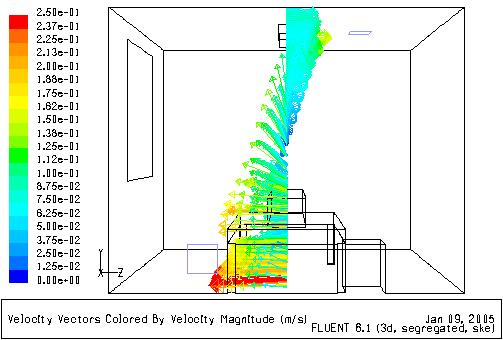 2.50e-01
2.37e-01
2.25e-01
2.13e-01
2.00e-01
1.87e-01
1.75e-01
1.62e-01
1.50e-01
1.37e-01
1.25e-01
1.12e-01
1.00e-01
8.75e-02
7.50e-02
6.25e-02
5.00e-02
3.75e-02
2.50e-02
1.25e-02
0.00e+00
Y
X Z
Velocity Vectors Colored By Velocity Magnitude (m/s)
Jan 09, 2005
FLUENT 6.1 (3d, segregated, ske)